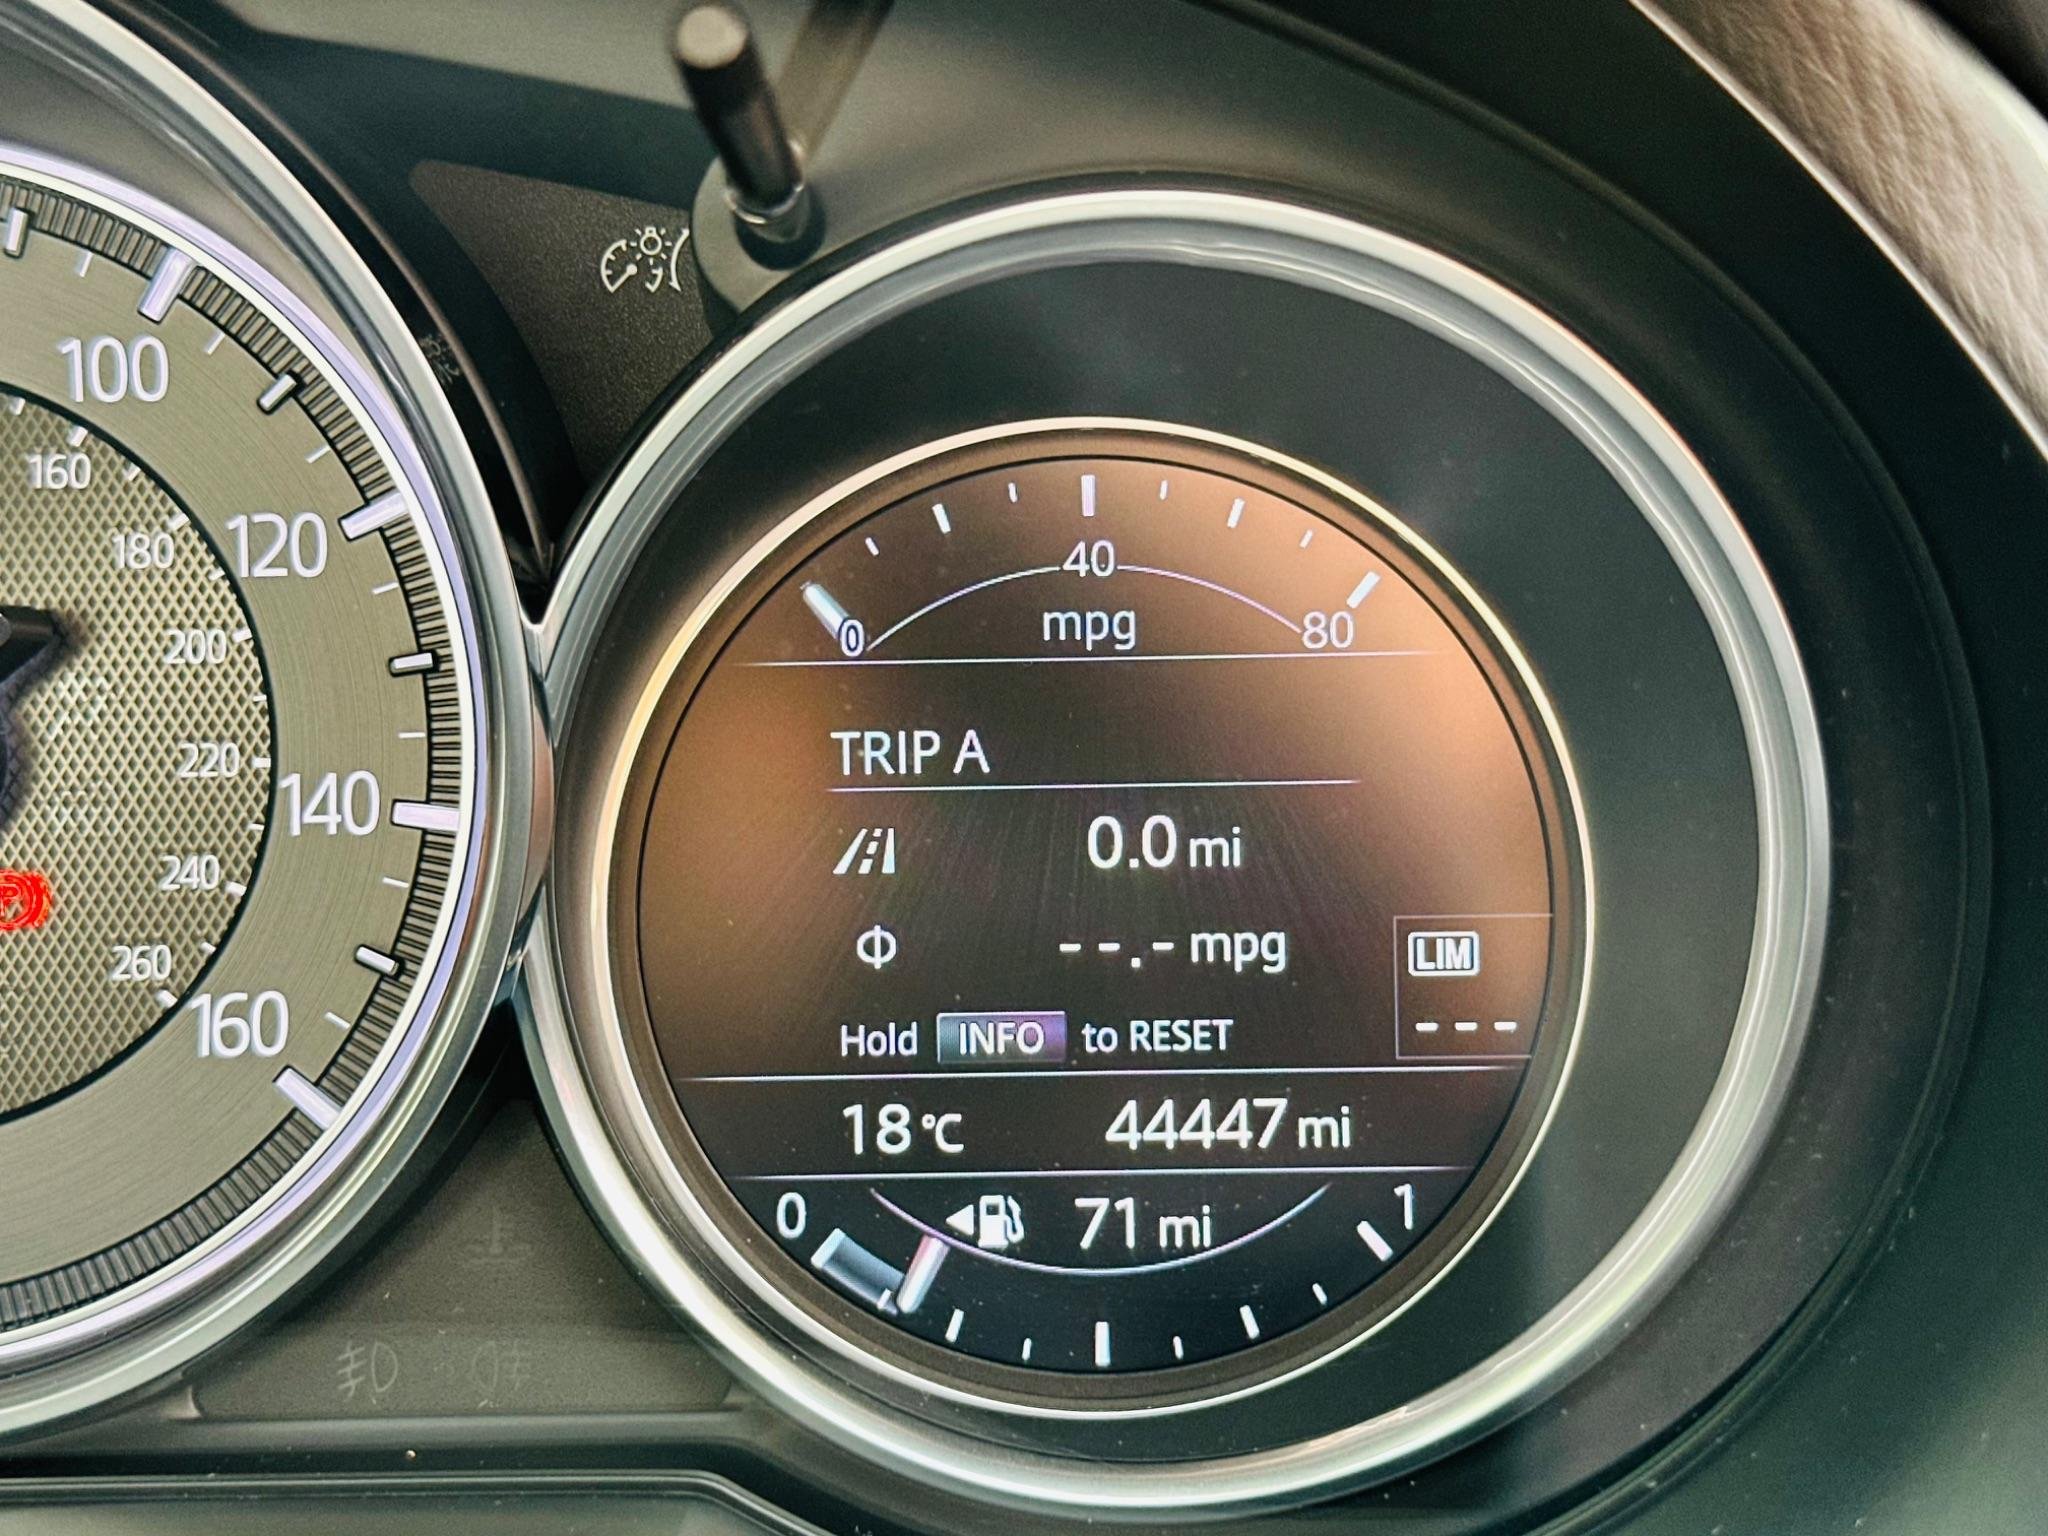 100
120
140
160
160
180
200
220
240
260
0
40
80
mpg
TRIP A
0.0 mi
Φ --.- mpg
LIM
---
Hold INFO to RESET
18 °C 44447 mi
0 71 mi 1